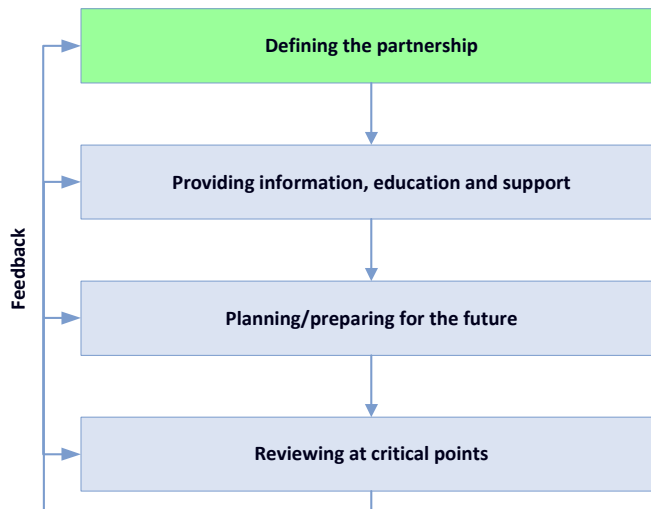 Defining the partnership
Providing information, education and support
Feedback
Planning/preparing for the future
Reviewing at critical points